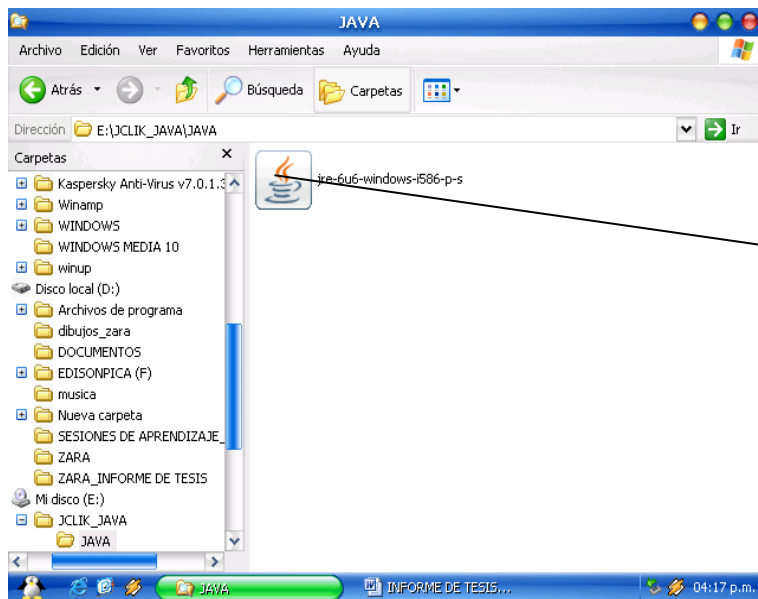 JAVA
Archivo Edición Ver Favoritos Herramientas Ayuda
Atrás Búsqueda Carpetas
Dirección E:\JCLIK_JAVA\JAVA Ir
Carpetas x
jre-6u6-windows-i586-p-s
Kaspersky Anti-Virus v7.0.1.3
Winamp
WINDOWS
WINDOWS MEDIA 10
winup
Disco local (D:)
Archivos de programa
dibujos_zara
DOCUMENTOS
EDISONPICA (F)
musica
Nueva carpeta
SESIONES DE APRENDIZAJE_
ZARA
ZARA_INFORME DE TESIS
Mi disco (E:)
JCLIK_JAVA
JAVA
JAVA INFORME DE TESIS... 04:17 p.m.